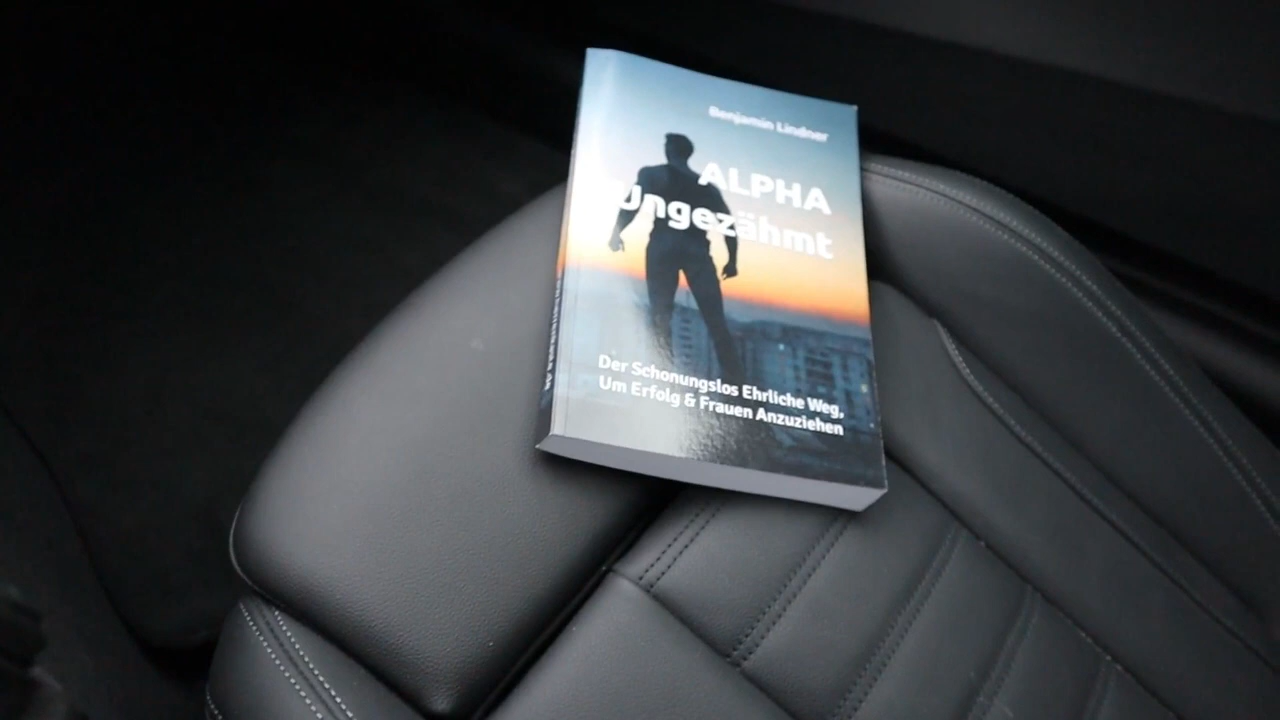 Benjamin Lindner
ALPHA
Ungezähmt
Der Schonungslos Ehrliche Weg,
Um Erfolg & Frauen Anzuziehen